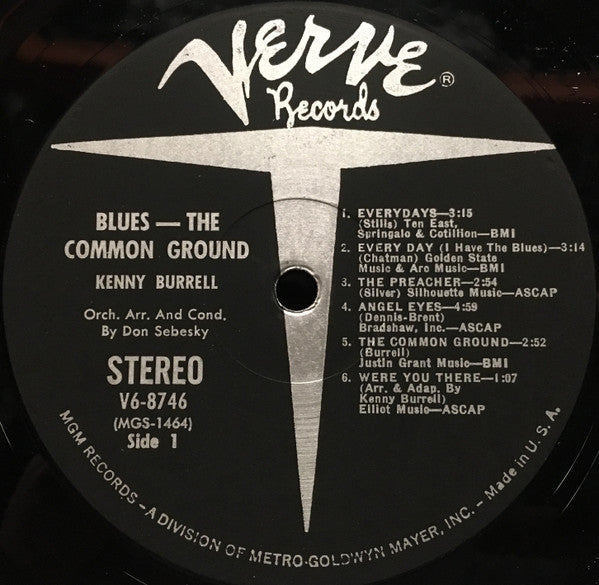 Verve®
Records
BLUES — THE
COMMON GROUND
KENNY BURRELL
Orch. Arr. And Cond.
By Don Sebesky
STEREO
V6-8746
(MGS-1464)
Side 1
1. EVERYDAYS—3:15
(Stills) Ten East,
Springalo & Cotillion—BMI
2. EVERY DAY (I Have The Blues)—3:14
(Chatman) Golden State
Music & Arc Music—BMI
3. THE PREACHER—2:54
(Silver) Silhouette Music—ASCAP
4. ANGEL EYES—4:59
(Dennis-Brent)
Bradshaw, Inc.—ASCAP
5. THE COMMON GROUND—2:52
(Burrell)
Justin Grant Music—BMI
6. WERE YOU THERE—1:07
(Arr. & Adap. By
Kenny Burrell)
Elliot Music—ASCAP
MGM RECORDS – A DIVISION OF METRO-GOLDWYN MAYER, INC. – Made in U. S. A.